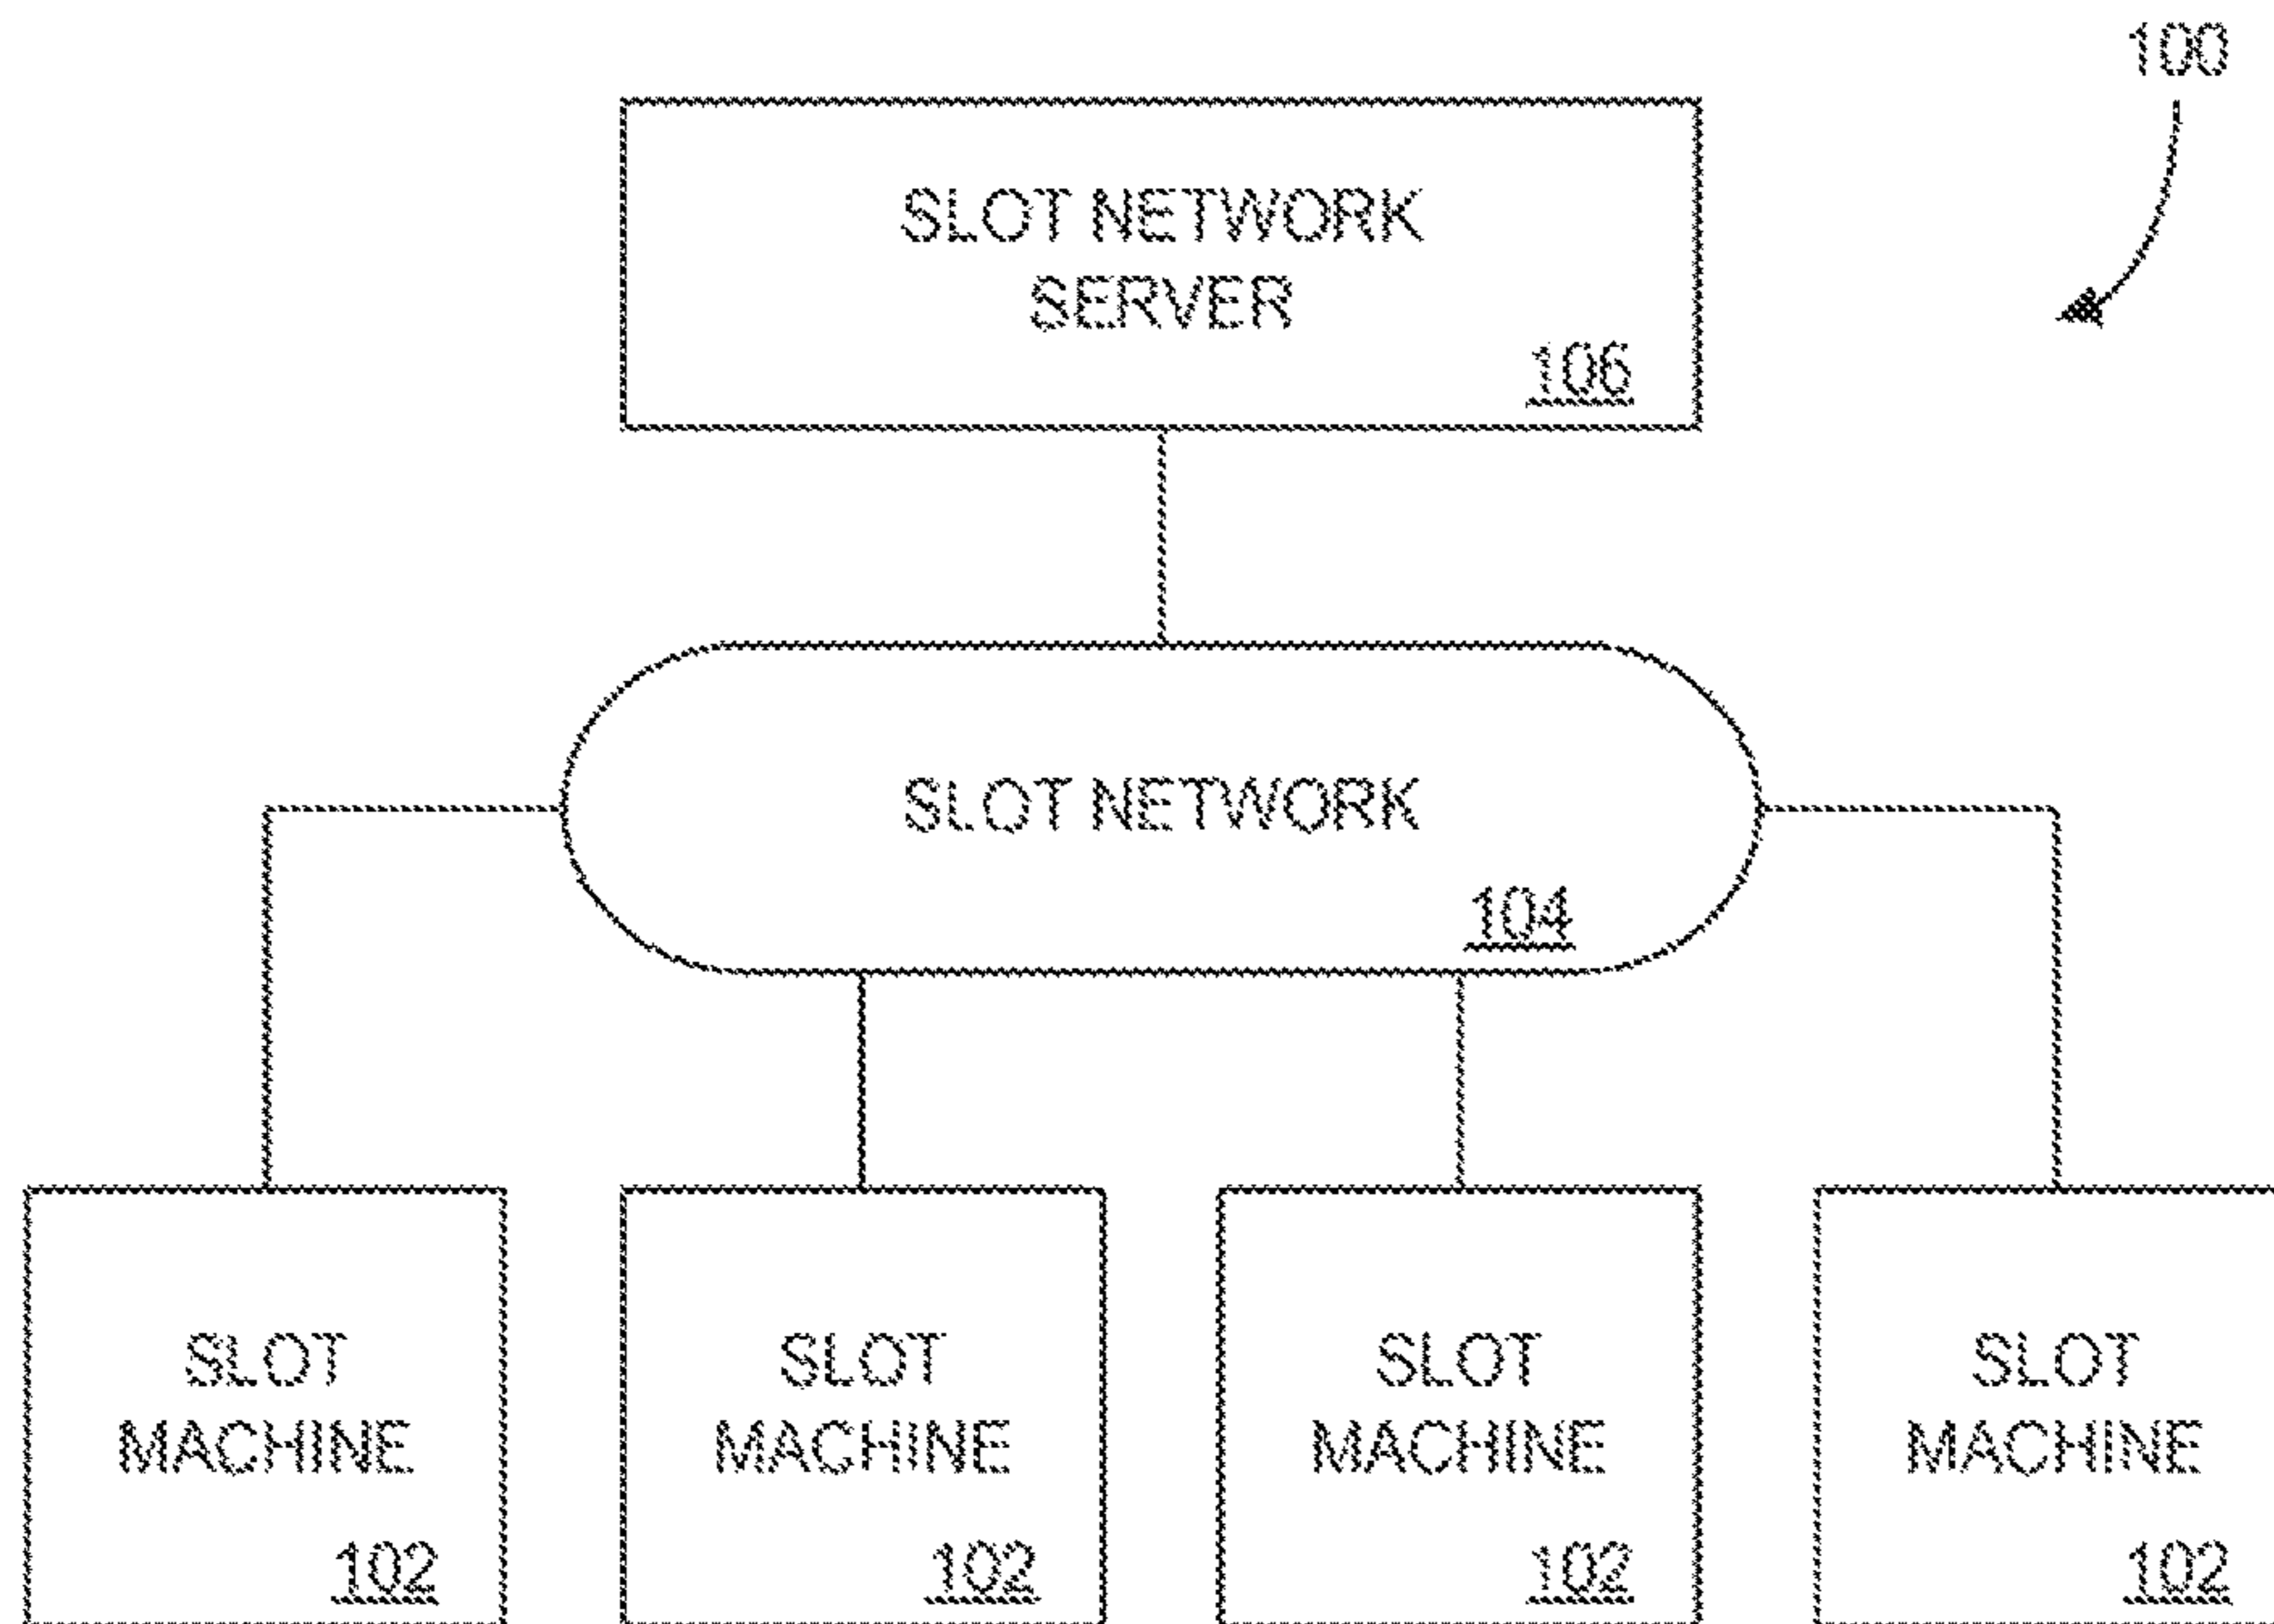 100
SLOT NETWORK
SERVER
106
SLOT NETWORK
104
SLOT
MACHINE
102
SLOT
MACHINE
102
SLOT
MACHINE
102
SLOT
MACHINE
102